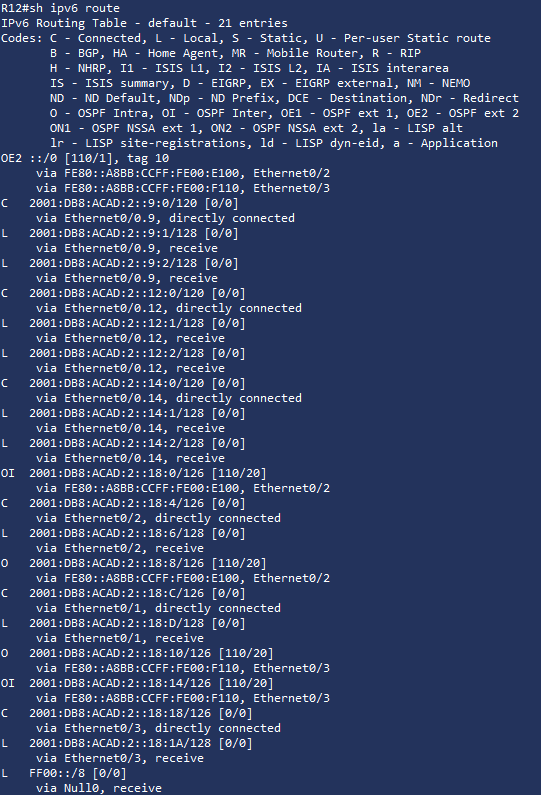 R12#sh ipv6 route
IPv6 Routing Table - default - 21 entries
Codes: C - Connected, L - Local, S - Static, U - Per-user Static route
       B - BGP, HA - Home Agent, MR - Mobile Router, R - RIP
       H - NHRP, I1 - ISIS L1, I2 - ISIS L2, IA - ISIS interarea
       IS - ISIS summary, D - EIGRP, EX - EIGRP external, NM - NEMO
       ND - ND Default, NDp - ND Prefix, DCE - Destination, NDr - Redirect
       O - OSPF Intra, OI - OSPF Inter, OE1 - OSPF ext 1, OE2 - OSPF ext 2
       ON1 - OSPF NSSA ext 1, ON2 - OSPF NSSA ext 2, la - LISP alt
       lr - LISP site-registrations, ld - LISP dyn-eid, a - Application
OE2 ::/0 [110/1], tag 10
     via FE80::A8BB:CCFF:FE00:E100, Ethernet0/2
     via FE80::A8BB:CCFF:FE00:F110, Ethernet0/3
C   2001:DB8:ACAD:2::9:0/120 [0/0]
     via Ethernet0/0.9, directly connected
L   2001:DB8:ACAD:2::9:1/128 [0/0]
     via Ethernet0/0.9, receive
L   2001:DB8:ACAD:2::9:2/128 [0/0]
     via Ethernet0/0.9, receive
C   2001:DB8:ACAD:2::12:0/120 [0/0]
     via Ethernet0/0.12, directly connected
L   2001:DB8:ACAD:2::12:1/128 [0/0]
     via Ethernet0/0.12, receive
L   2001:DB8:ACAD:2::12:2/128 [0/0]
     via Ethernet0/0.12, receive
C   2001:DB8:ACAD:2::14:0/120 [0/0]
     via Ethernet0/0.14, directly connected
L   2001:DB8:ACAD:2::14:1/128 [0/0]
     via Ethernet0/0.14, receive
L   2001:DB8:ACAD:2::14:2/128 [0/0]
     via Ethernet0/0.14, receive
OI  2001:DB8:ACAD:2::18:0/126 [110/20]
     via FE80::A8BB:CCFF:FE00:E100, Ethernet0/2
C   2001:DB8:ACAD:2::18:4/126 [0/0]
     via Ethernet0/2, directly connected
L   2001:DB8:ACAD:2::18:6/128 [0/0]
     via Ethernet0/2, receive
O   2001:DB8:ACAD:2::18:8/126 [110/20]
     via FE80::A8BB:CCFF:FE00:E100, Ethernet0/2
C   2001:DB8:ACAD:2::18:C/126 [0/0]
     via Ethernet0/1, directly connected
L   2001:DB8:ACAD:2::18:D/128 [0/0]
     via Ethernet0/1, receive
O   2001:DB8:ACAD:2::18:10/126 [110/20]
     via FE80::A8BB:CCFF:FE00:F110, Ethernet0/3
OI  2001:DB8:ACAD:2::18:14/126 [110/20]
     via FE80::A8BB:CCFF:FE00:F110, Ethernet0/3
C   2001:DB8:ACAD:2::18:18/126 [0/0]
     via Ethernet0/3, directly connected
L   2001:DB8:ACAD:2::18:1A/128 [0/0]
     via Ethernet0/3, receive
L   FF00::/8 [0/0]
     via Null0, receive